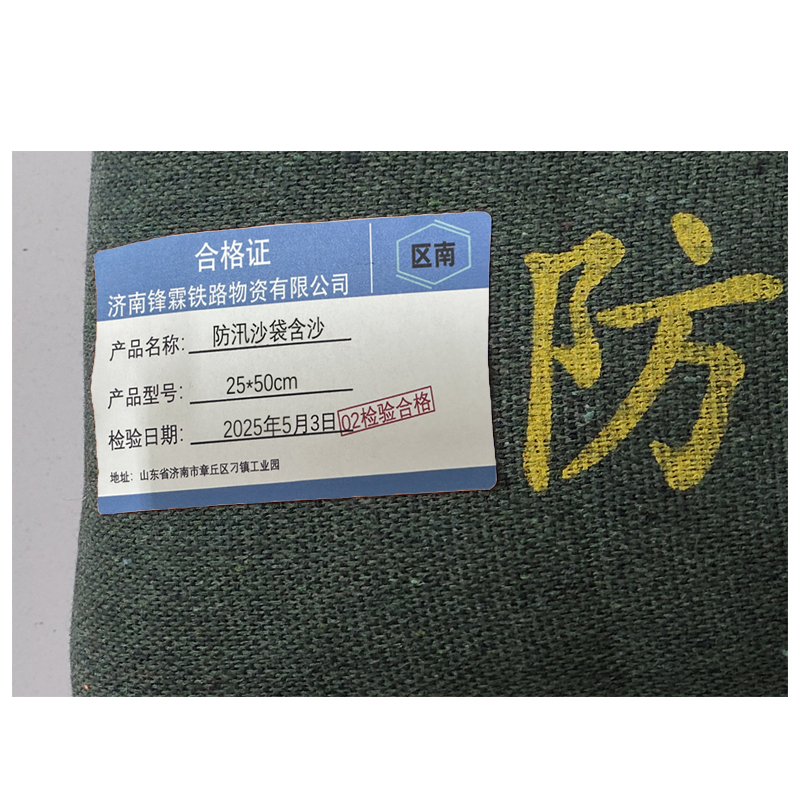 合格证
区南
济南锋霖铁路物资有限公司
产品名称: 防汛沙袋含沙
产品型号: 25*50cm
检验日期: 2025年5月3日 02检验合格
地址: 山东省济南市章丘区刁镇工业园
防